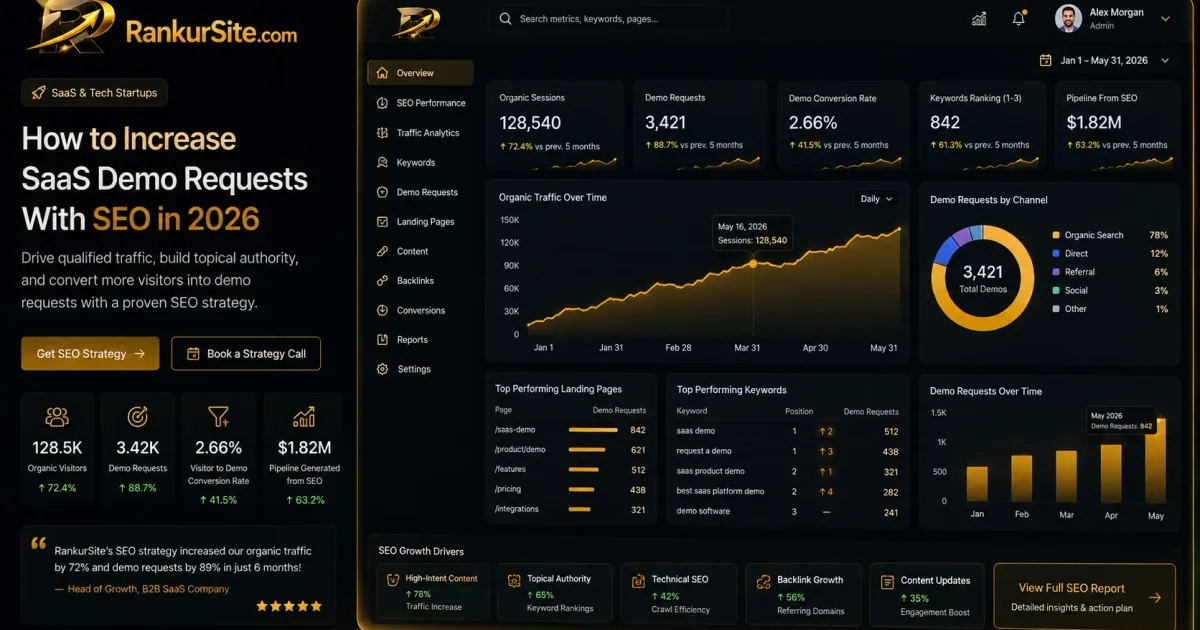 RankurSite.com
SaaS & Tech Startups
How to Increase
SaaS Demo Requests
With SEO in 2026
Drive qualified traffic, build topical authority,
and convert more visitors into demo
requests with a proven SEO strategy.
Get SEO Strategy →
Book a Strategy Call
128.5K
Organic Visitors
↑ 72.4%
3.42K
Demo Requests
↑ 88.7%
2.66%
Visitor to Demo
Conversion Rate
↑ 41.5%
$1.82M
Pipeline Generated
from SEO
↑ 63.2%
“ RankurSite's SEO strategy increased our organic traffic
by 72% and demo requests by 89% in just 6 months!
— Head of Growth, B2B SaaS Company
Search metrics, keywords, pages...
Alex Morgan
Admin
Jan 1 – May 31, 2026
Overview
SEO Performance
Traffic Analytics
Keywords
Demo Requests
Landing Pages
Content
Backlinks
Conversions
Reports
Settings
Organic Sessions
128,540
↑ 72.4% vs prev. 5 months
Demo Requests
3,421
↑ 88.7% vs prev. 5 months
Demo Conversion Rate
2.66%
↑ 41.5% vs prev. 5 months
Keywords Ranking (1-3)
842
↑ 61.3% vs prev. 5 months
Pipeline From SEO
$1.82M
↑ 63.2% vs prev. 5 months
Organic Traffic Over Time
Daily
150K
120K
90K
60K
30K
0
May 16, 2026
Sessions: 128,540
Jan 1 Jan 31 Feb 28 Mar 31 Apr 30 May 31
Demo Requests by Channel
3,421
Total Demos
Organic Search 78%
Direct 12%
Referral 6%
Social 3%
Other 1%
Top Performing Landing Pages
Page Demo Requests
/saas-demo 842
/product/demo 621
/features 512
/pricing 438
/integrations 321
Top Performing Keywords
Keyword Position Demo Requests
saas demo 1 ↑ 2 512
request a demo 1 ↑ 3 438
saas product demo 2 ↑ 1 321
best saas platform demo 2 ↑ 4 282
demo software 3 — 241
Demo Requests Over Time
1.5K
1K
500
0
May 2026
Demo Requests: 842
Jan Feb Mar Apr May
SEO Growth Drivers
High-Intent Content
↑ 78%
Traffic Increase
Topical Authority
↑ 65%
Keyword Rankings
Technical SEO
↑ 42%
Crawl Efficiency
Backlink Growth
↑ 56%
Referring Domains
Content Updates
↑ 35%
Engagement Boost
View Full SEO Report
Detailed insights & action plan →